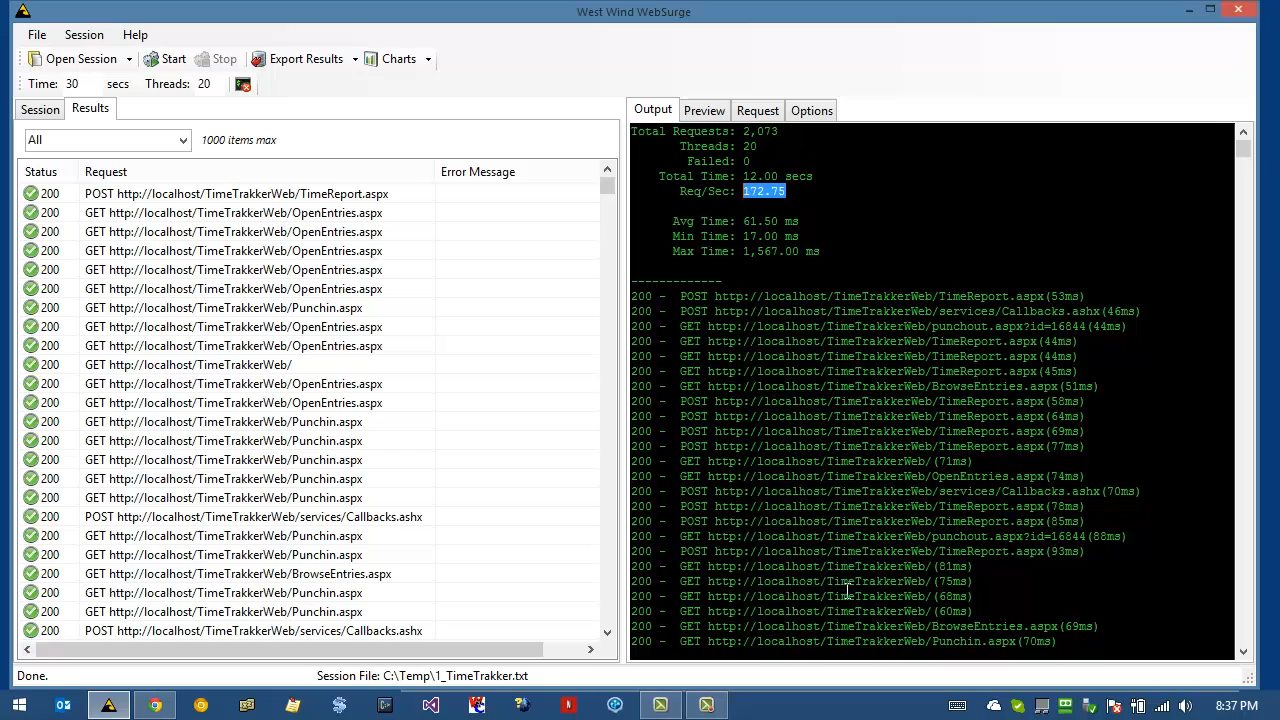 West Wind WebSurge
File Session Help
Open Session Start Stop Export Results Charts
Time: 30 secs Threads: 20
Session Results
All 1000 items max
Status Request Error Message
200 POST http://localhost/TimeTrakkerWeb/TimeReport.aspx
200 GET http://localhost/TimeTrakkerWeb/OpenEntries.aspx
200 GET http://localhost/TimeTrakkerWeb/OpenEntries.aspx
200 GET http://localhost/TimeTrakkerWeb/OpenEntries.aspx
200 GET http://localhost/TimeTrakkerWeb/OpenEntries.aspx
200 GET http://localhost/TimeTrakkerWeb/OpenEntries.aspx
200 GET http://localhost/TimeTrakkerWeb/Punchin.aspx
200 GET http://localhost/TimeTrakkerWeb/OpenEntries.aspx
200 GET http://localhost/TimeTrakkerWeb/OpenEntries.aspx
200 GET http://localhost/TimeTrakkerWeb/
200 GET http://localhost/TimeTrakkerWeb/OpenEntries.aspx
200 GET http://localhost/TimeTrakkerWeb/OpenEntries.aspx
200 GET http://localhost/TimeTrakkerWeb/Punchin.aspx
200 GET http://localhost/TimeTrakkerWeb/Punchin.aspx
200 GET http://localhost/TimeTrakkerWeb/Punchin.aspx
200 GET http://localhost/TimeTrakkerWeb/Punchin.aspx
200 GET http://localhost/TimeTrakkerWeb/Punchin.aspx
200 POST http://localhost/TimeTrakkerWeb/services/Callbacks.ashx
200 GET http://localhost/TimeTrakkerWeb/Punchin.aspx
200 GET http://localhost/TimeTrakkerWeb/Punchin.aspx
200 GET http://localhost/TimeTrakkerWeb/BrowseEntries.aspx
200 GET http://localhost/TimeTrakkerWeb/Punchin.aspx
200 GET http://localhost/TimeTrakkerWeb/Punchin.aspx
200 POST http://localhost/TimeTrakkerWeb/services/Callbacks.ashx
Output Preview Request Options
Total Requests: 2,073
Threads: 20
Failed: 0
Total Time: 12.00 secs
Req/Sec: 172.75
Avg Time: 61.50 ms
Min Time: 17.00 ms
Max Time: 1,567.00 ms
-------------
200 - POST http://localhost/TimeTrakkerWeb/TimeReport.aspx(53ms)
200 - POST http://localhost/TimeTrakkerWeb/services/Callbacks.ashx(46ms)
200 - GET http://localhost/TimeTrakkerWeb/punchout.aspx?id=16844(44ms)
200 - GET http://localhost/TimeTrakkerWeb/TimeReport.aspx(44ms)
200 - GET http://localhost/TimeTrakkerWeb/TimeReport.aspx(44ms)
200 - GET http://localhost/TimeTrakkerWeb/TimeReport.aspx(45ms)
200 - GET http://localhost/TimeTrakkerWeb/BrowseEntries.aspx(51ms)
200 - POST http://localhost/TimeTrakkerWeb/TimeReport.aspx(58ms)
200 - POST http://localhost/TimeTrakkerWeb/TimeReport.aspx(64ms)
200 - POST http://localhost/TimeTrakkerWeb/TimeReport.aspx(69ms)
200 - POST http://localhost/TimeTrakkerWeb/TimeReport.aspx(77ms)
200 - GET http://localhost/TimeTrakkerWeb/(71ms)
200 - GET http://localhost/TimeTrakkerWeb/OpenEntries.aspx(74ms)
200 - POST http://localhost/TimeTrakkerWeb/services/Callbacks.ashx(70ms)
200 - POST http://localhost/TimeTrakkerWeb/TimeReport.aspx(78ms)
200 - POST http://localhost/TimeTrakkerWeb/TimeReport.aspx(85ms)
200 - GET http://localhost/TimeTrakkerWeb/punchout.aspx?id=16844(88ms)
200 - POST http://localhost/TimeTrakkerWeb/TimeReport.aspx(93ms)
200 - GET http://localhost/TimeTrakkerWeb/(81ms)
200 - GET http://localhost/TimeTrakkerWeb/(75ms)
200 - GET http://localhost/TimeTrakkerWeb/(68ms)
200 - GET http://localhost/TimeTrakkerWeb/(60ms)
200 - GET http://localhost/TimeTrakkerWeb/BrowseEntries.aspx(69ms)
200 - GET http://localhost/TimeTrakkerWeb/Punchin.aspx(70ms)
Done. Session File: C:\Temp\1_TimeTrakker.txt
8:37 PM